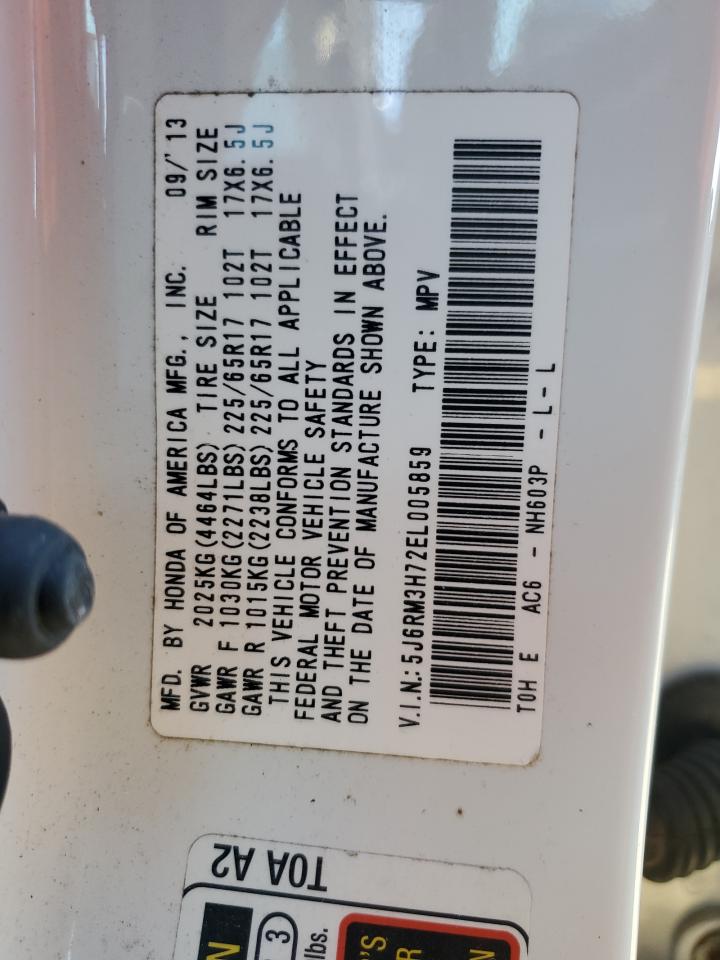 MFD. BY HONDA OF AMERICA MFG., INC. 09/'13
GVWR 2025KG(4464LBS) TIRE SIZE RIM SIZE
GAWR F 1030KG(2271LBS) 225/65R17 102T 17X6.5J
GAWR R 1015KG(2238LBS) 225/65R17 102T 17X6.5J
THIS VEHICLE CONFORMS TO ALL APPLICABLE
FEDERAL MOTOR VEHICLE SAFETY
AND THEFT PREVENTION STANDARDS IN EFFECT
ON THE DATE OF MANUFACTURE SHOWN ABOVE.
V.I.N:5J6RM3H72EL005859 TYPE: MPV
T0H E AC6 - NH603P - L-L
T0A A2
N
3
lbs.
'S
R
N